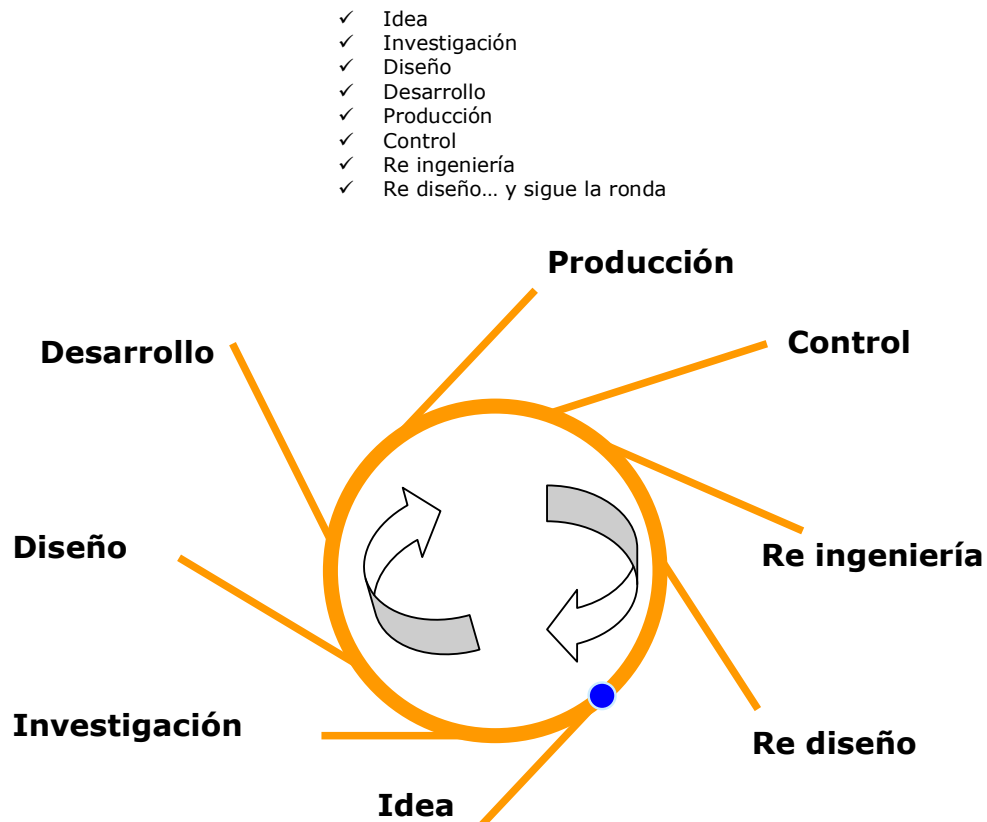 ✓ Idea
✓ Investigación
✓ Diseño
✓ Desarrollo
✓ Producción
✓ Control
✓ Re ingeniería
✓ Re diseño... y sigue la ronda
Producción
Control
Desarrollo
Diseño
Re ingeniería
Investigación
Re diseño
Idea